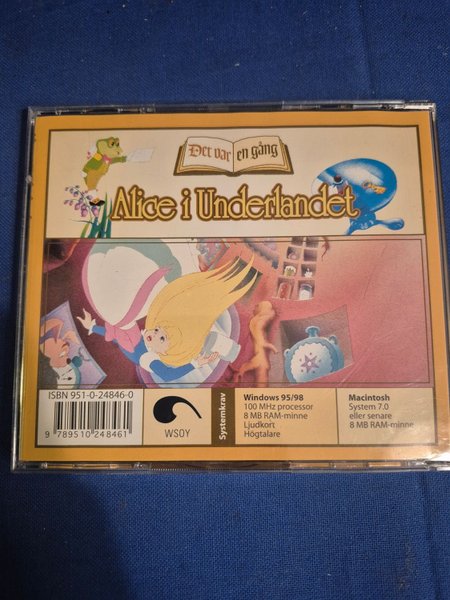 Det var en gång
Alice i Underlandet
ISBN 951-0-24846-0
9 789510 248461
WSOY
Systemkrav
Windows 95/98
100 MHz processor
8 MB RAM-minne
Ljudkort
Högtalare
Macintosh
System 7.0
eller senare
8 MB RAM-minne